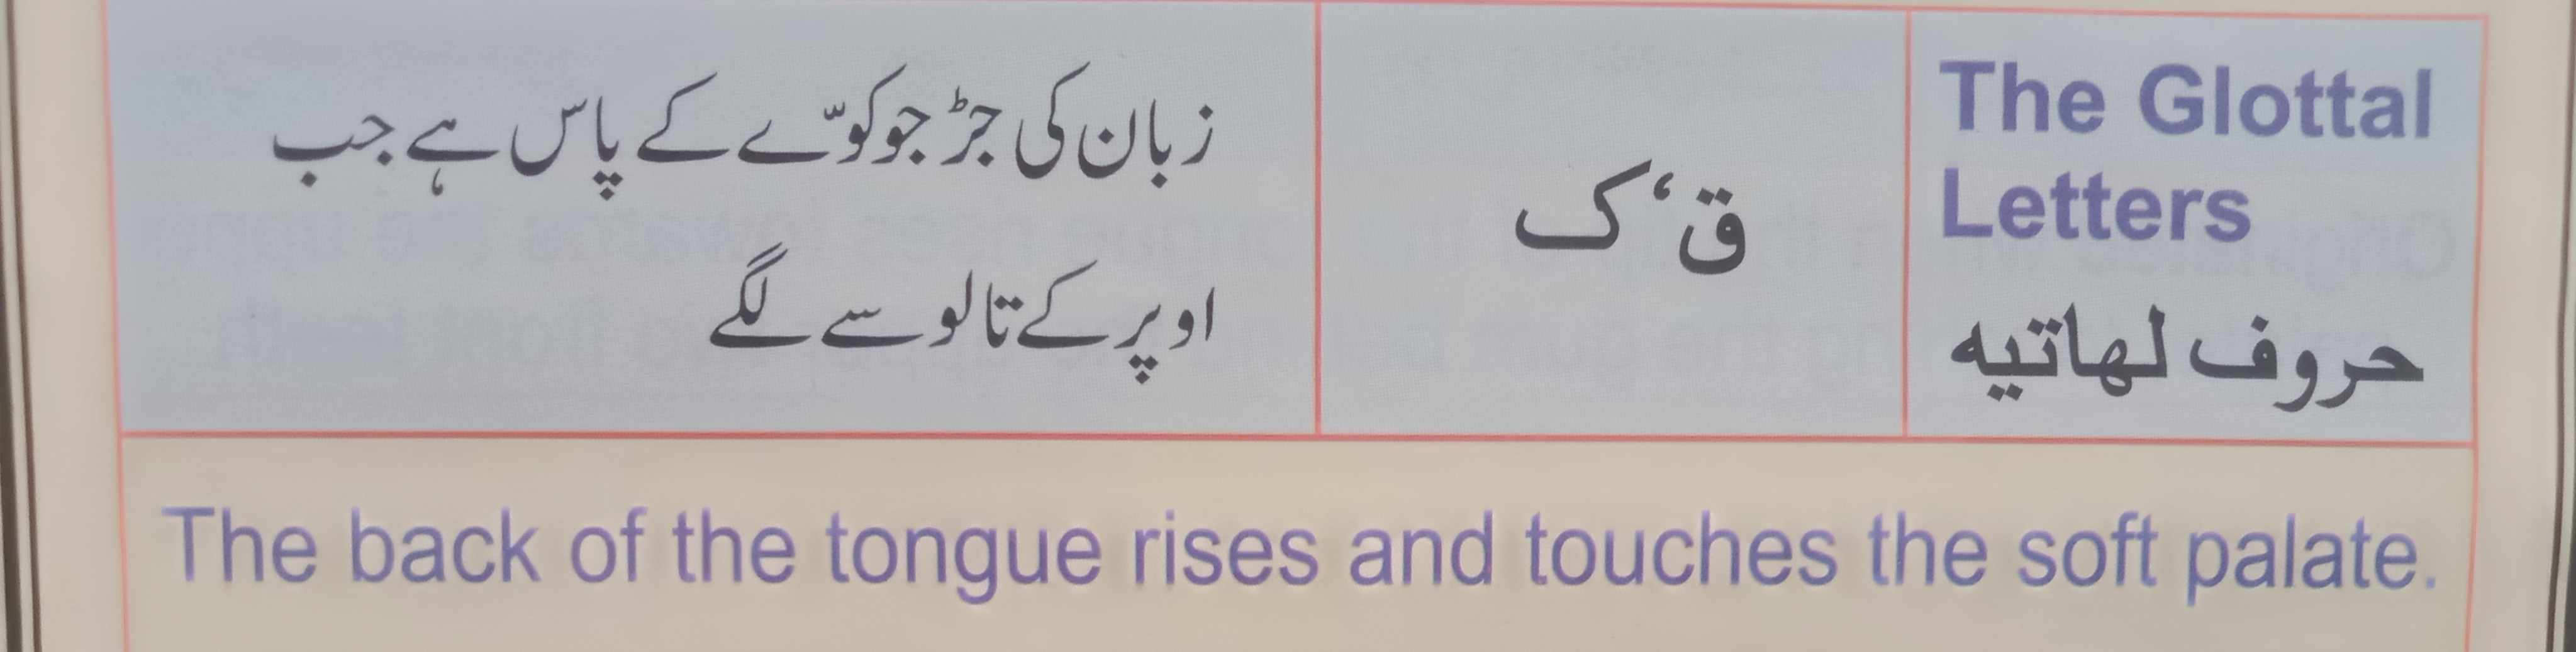 The Glottal
Letters
حروف لهاتيه
ق ‘ ک
زبان کی جڑ جو کوّے کے پاس ہے جب
اوپر کے تالو سے لگے
The back of the tongue rises and touches the soft palate.